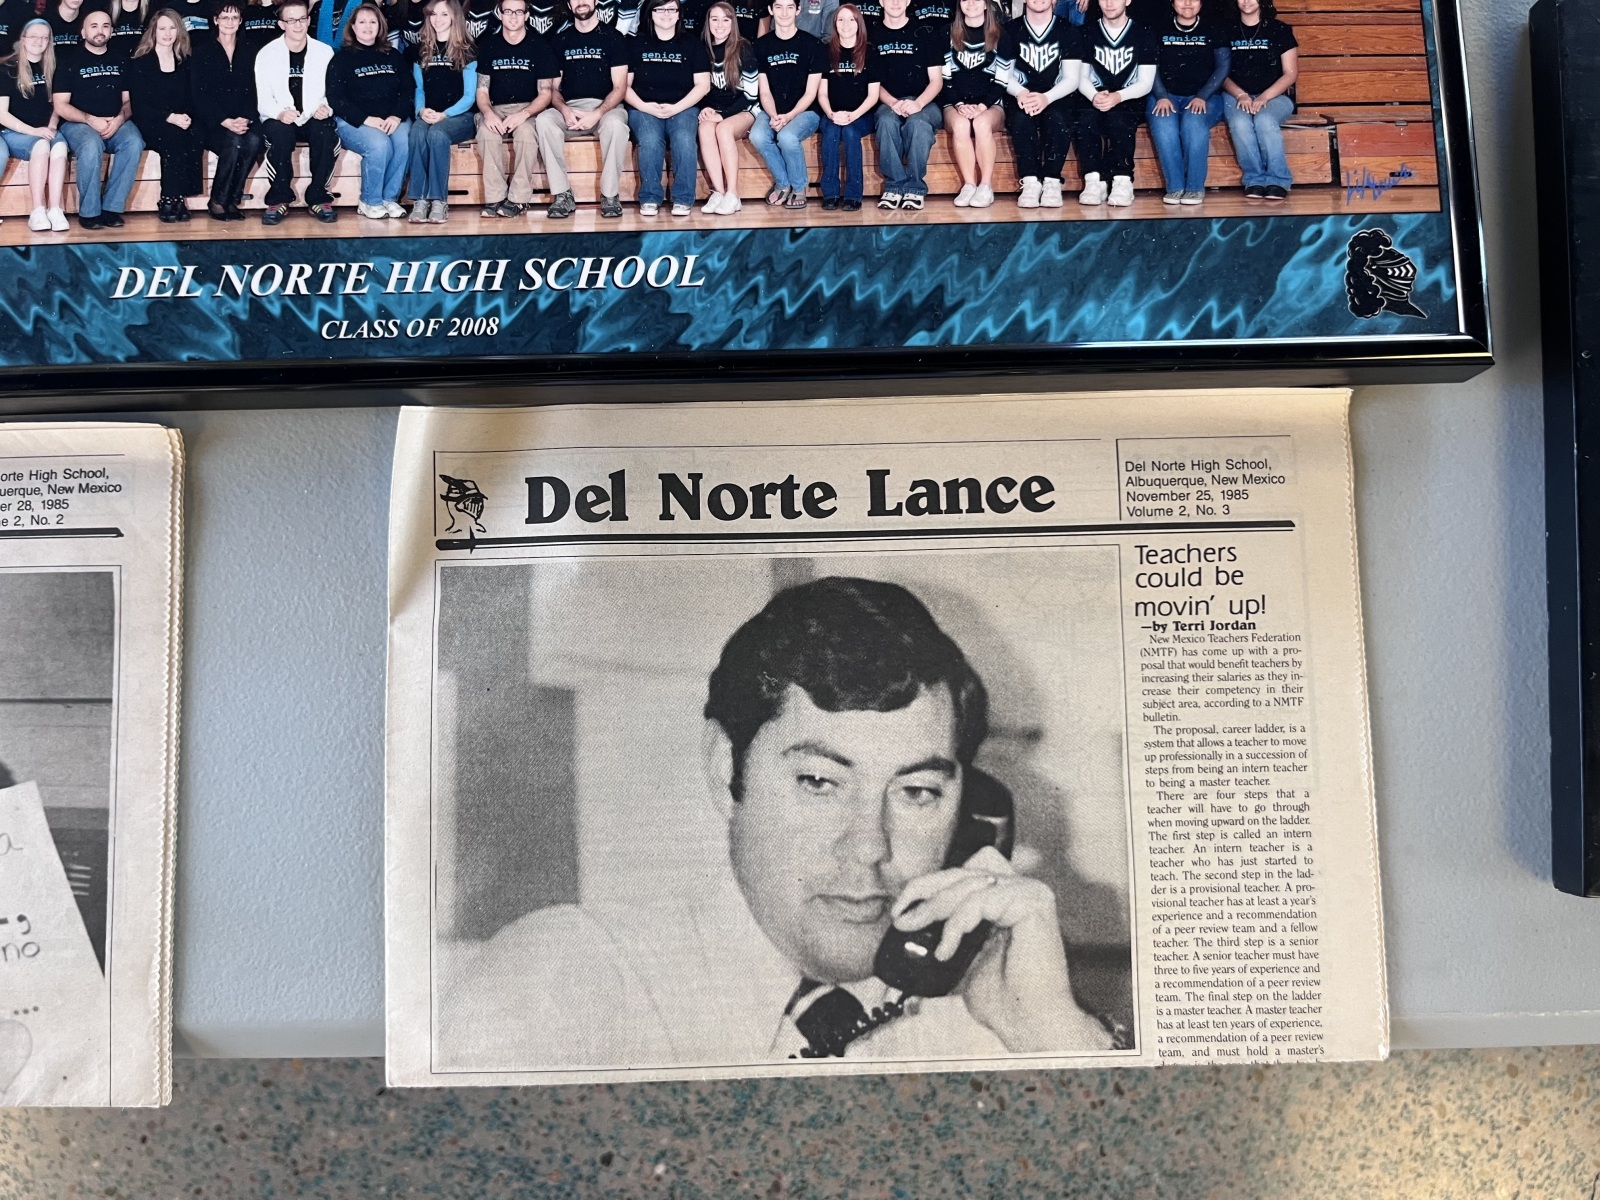 senior.
DEL NORTE FOR YIDA.
DNHS
DEL NORTE HIGH SCHOOL
CLASS OF 2008
orte High School,
uerque, New Mexico
er 28, 1985
e 2, No. 2
a
no
...
Del Norte Lance
Del Norte High School,
Albuquerque, New Mexico
November 25, 1985
Volume 2, No. 3
Teachers
could be
movin' up!
—by Terri Jordan
New Mexico Teachers Federation
(NMTF) has come up with a pro-
posal that would benefit teachers by
increasing their salaries as they in-
crease their competency in their
subject area, according to a NMTF
bulletin.
The proposal, career ladder, is a
system that allows a teacher to move
up professionally in a succession of
steps from being an intern teacher
to being a master teacher.
There are four steps that a
teacher will have to go through
when moving upward on the ladder.
The first step is called an intern
teacher. An intern teacher is a
teacher who has just started to
teach. The second step in the lad-
der is a provisional teacher. A pro-
visional teacher has at least a year's
experience and a recommendation
of a peer review team and a fellow
teacher. The third step is a senior
teacher. A senior teacher must have
three to five years of experience and
a recommendation of a peer review
team. The final step on the ladder
is a master teacher. A master teacher
has at least ten years of experience,
a recommendation of a peer review
team, and must hold a master's